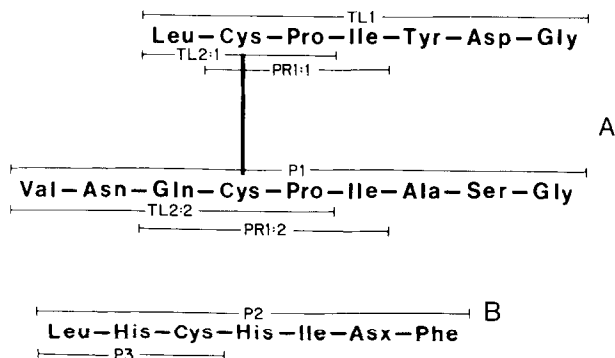 TL1
Leu–Cys–Pro–Ile–Tyr–Asp–Gly
TL2:1
PR1:1
A
P1
Val–Asn–Gln–Cys–Pro–Ile–Ala–Ser–Gly
TL2:2
PR1:2
P2
B
Leu–His–Cys–His–Ile–Asx–Phe
P3